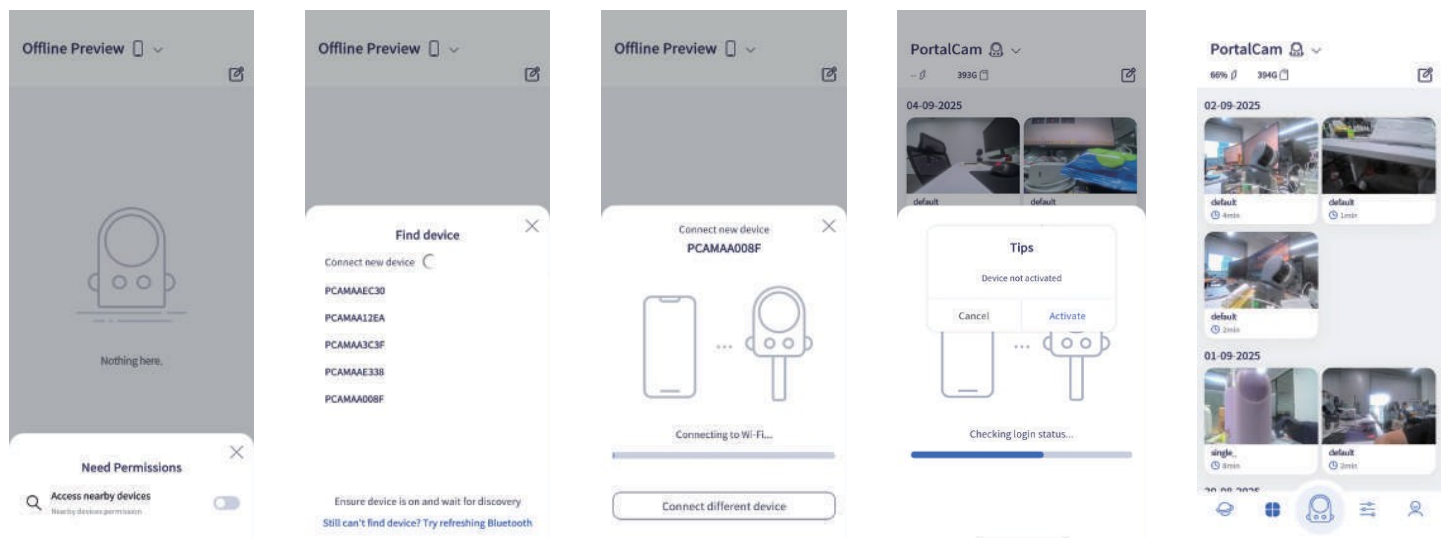 Offline Preview
Nothing here.
Need Permissions
Access nearby devices
Nearby devices permission
Offline Preview
Find device
Connect new device
PCAMAAEC30
PCAMAA12EA
PCAMAA3C3F
PCAMAAE338
PCAMAA008F
Ensure device is on and wait for discovery
Still can't find device? Try refreshing Bluetooth
Offline Preview
Connect new device
PCAMAA008F
...
Connecting to Wi-Fi...
Connect different device
PortalCam
-- 393G
04-09-2025
default default
Tips
Device not activated
Cancel Activate
...
Checking login status...
PortalCam
66% 394G
02-09-2025
default default
4min 1min
default
2min
01-09-2025
single_ default
8min 2min
30-08-2025